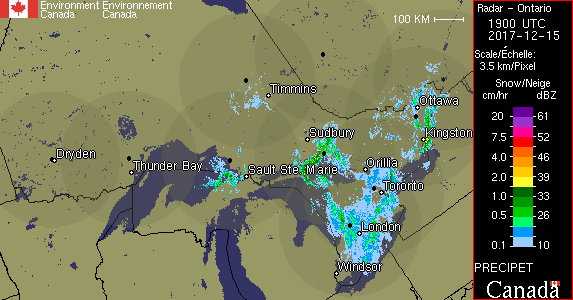 Environment Environnement
Canada Canada
100 KM
Timmins
Ottawa
Sudbury
Kingston
Dryden
Thunder Bay
Sault Ste. Marie
Orillia
Toronto
London
Windsor
Radar - Ontario
1900 UTC
2017-12-15
Scale/Échelle:
3.5 km/Pixel
Snow/Neige
cm/hr dBZ
20 61
7.5 52
4.0 46
2.0 39
1.0 33
0.5 26
0.1 10
PRECIPET
Canada